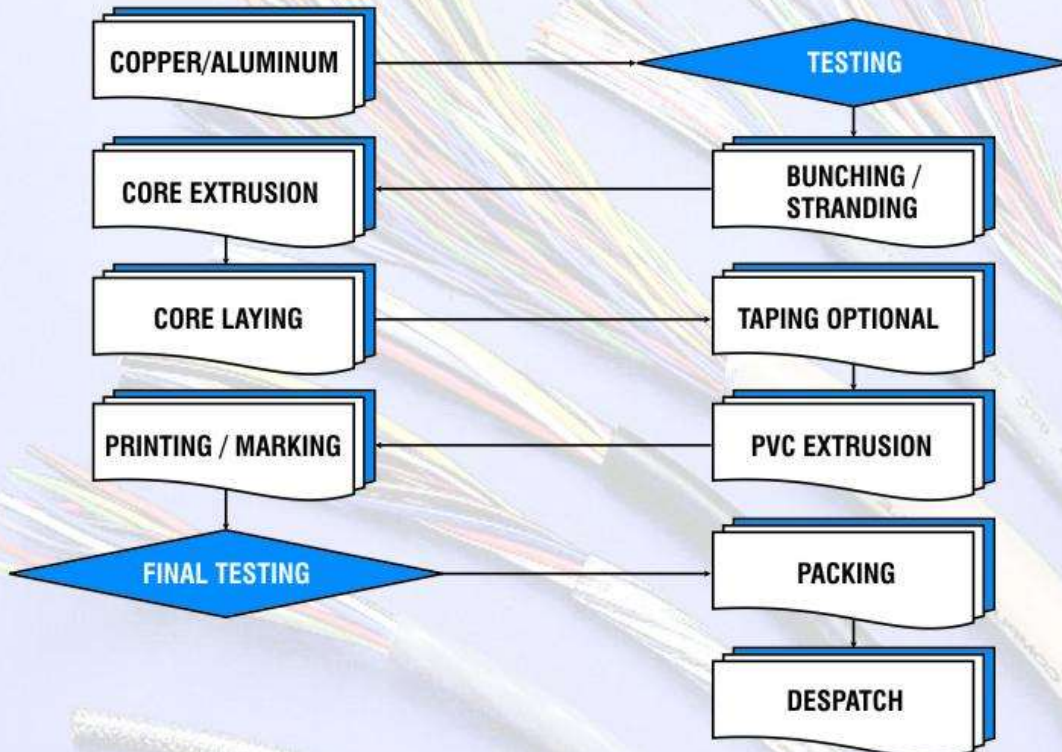 COPPER/ALUMINUM
TESTING
BUNCHING /
STRANDING
CORE EXTRUSION
CORE LAYING
TAPING OPTIONAL
PVC EXTRUSION
PRINTING / MARKING
FINAL TESTING
PACKING
DESPATCH